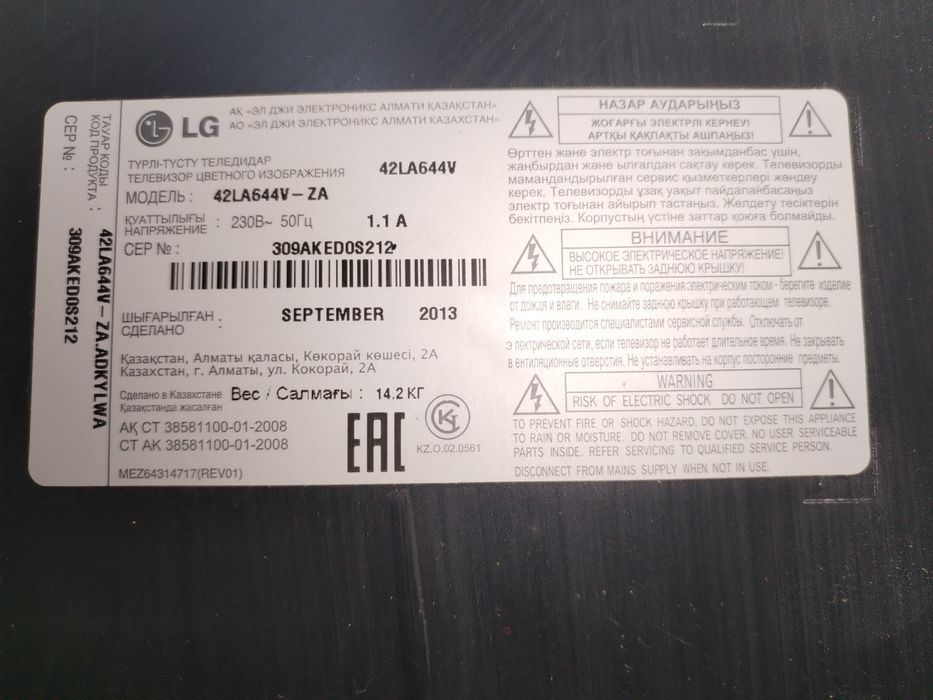 ТАУАР КОДЫ
КОД ПРОДУКТА : 42LA644V-ZA.ADKYLWA
СЕР № : 309AKED0S212
LG
АҚ «ЭЛ ДЖИ ЭЛЕКТРОНИКС АЛМАТИ ҚАЗАҚСТАН»
АО «ЭЛ ДЖИ ЭЛЕКТРОНИКС АЛМАТИ КАЗАХСТАН»
ТҮРЛІ-ТҮСТҮ ТЕЛЕДИДАР
ТЕЛЕВИЗОР ЦВЕТНОГО ИЗОБРАЖЕНИЯ 42LA644V
МОДЕЛЬ : 42LA644V-ZA
ҚУАТТЫЛЫҒЫ
НАПРЯЖЕНИЕ : 230В~ 50Гц 1.1 A
СЕР № : 309AKED0S212
ШЫҒАРЫЛҒАН
СДЕЛАНО : SEPTEMBER 2013
Қазақстан, Алматы қаласы, Көкорай көшесі, 2А
Казахстан, г. Алматы, ул. Кокорай, 2А
Сделано в Казахстане
Қазақстанда жасалған
Вес / Салмағы : 14.2 КГ
АҚ СТ 38581100-01-2008
СТ АК 38581100-01-2008
EAC
KZ.O.02.0561
MEZ64314717(REV01)
НАЗАР АУДАРЫҢЫЗ
ЖОҒАРҒЫ ЭЛЕКТРЛІ КЕРНЕУ!
АРТҚЫ ҚАҚПАҚТЫ АШПАҢЫЗ!
Өрттен және электр тоғынан зақымданбас үшін,
жаңбырдан және ылғалдан сақтау керек. Телевизорды
мамандандырылған сервис қызметкерлері жөндеу
керек. Телевизорды ұзақ уақыт пайдаланбасаңыз
электр тоғынан айырып тастаңыз. Желдету тесіктерін
бекітпеңіз. Корпустың үстіне заттар қоюға болмайды.
ВНИМАНИЕ
ВЫСОКОЕ ЭЛЕКТРИЧЕСКОЕ НАПРЯЖЕНИЕ!
НЕ ОТКРЫВАТЬ ЗАДНЮЮ КРЫШКУ!
Для предотвращения пожара и поражения электрическим током - берегите изделие
от дождя и влаги. Не снимайте заднюю крышку при работающем телевизоре.
Ремонт производится специалистами сервисной службы. Отключать от
электрической сети, если телевизор не работает длительное время. Не закрывать
вентиляционные отверстия. Не устанавливать на корпус посторонние предметы.
WARNING
RISK OF ELECTRIC SHOCK DO NOT OPEN
TO PREVENT FIRE OR SHOCK HAZARD, DO NOT EXPOSE THIS APPLIANCE
TO RAIN OR MOISTURE. DO NOT REMOVE COVER. NO USER SERVICEABLE
PARTS INSIDE. REFER SERVICING TO QUALIFIED SERVICE PERSON.
DISCONNECT FROM MAINS SUPPLY WHEN NOT IN USE.